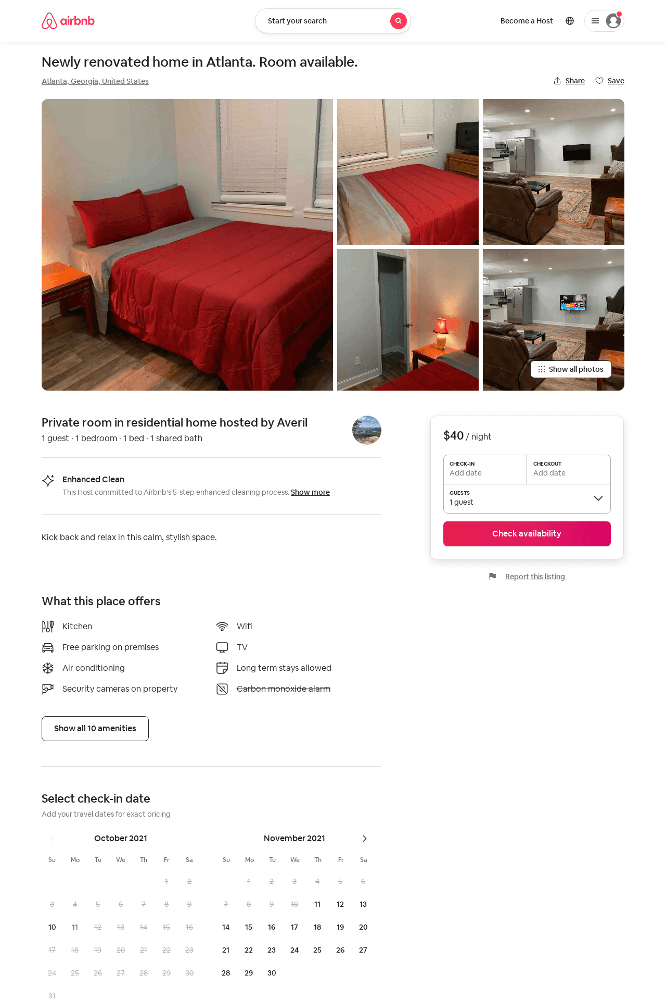 airbnb
Start your search
Become a Host
Newly renovated home in Atlanta. Room available.
Atlanta, Georgia, United States
Share
Save
Show all photos
Private room in residential home hosted by Averil
1 guest · 1 bedroom · 1 bed · 1 shared bath
Enhanced Clean
This Host committed to Airbnb's 5-step enhanced cleaning process. Show more
Kick back and relax in this calm, stylish space.
$40 / night
CHECK-IN
Add date
CHECKOUT
Add date
GUESTS
1 guest
Check availability
Report this listing
What this place offers
Kitchen
Wifi
Free parking on premises
TV
Air conditioning
Long term stays allowed
Security cameras on property
Carbon monoxide alarm
Show all 10 amenities
Select check-in date
Add your travel dates for exact pricing
October 2021
Su Mo Tu We Th Fr Sa
1 2
3 4 5 6 7 8 9
10 11 12 13 14 15 16
17 18 19 20 21 22 23
24 25 26 27 28 29 30
31
November 2021
Su Mo Tu We Th Fr Sa
1 2 3 4 5 6
7 8 9 10 11 12 13
14 15 16 17 18 19 20
21 22 23 24 25 26 27
28 29 30